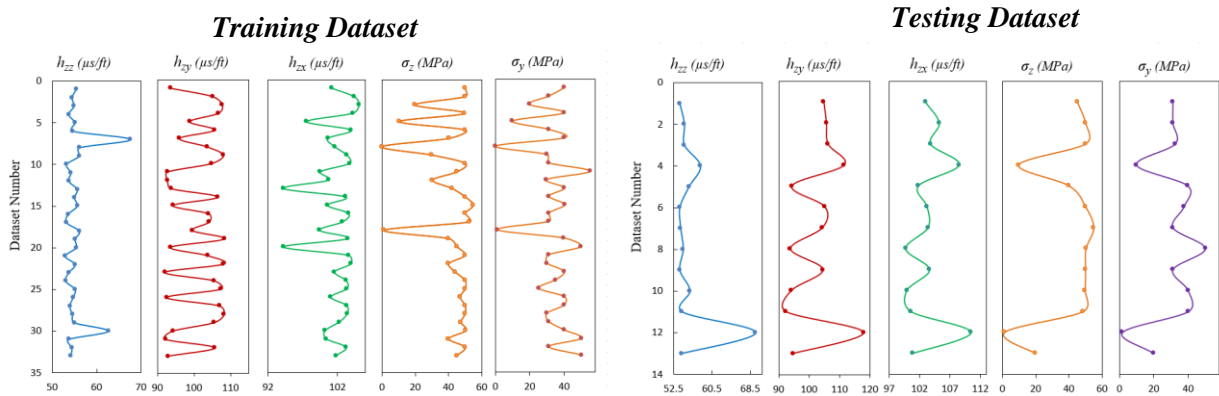 Training Dataset
Testing Dataset
hzz (μs/ft) hzy (μs/ft) hzx (μs/ft) σz (MPa) σy (MPa)
Dataset Number
0
5
10
15
20
25
30
35
50 60 70 90 100 110 92 102 0 20 40 60 0 20 40
hzz (μs/ft) hzy (μs/ft) hzx (μs/ft) σz (MPa) σy (MPa)
Dataset Number
0
2
4
6
8
10
12
14
52.5 60.5 68.5 80 90 100 110 120 97 102 107 112 0 20 40 60 0 20 40